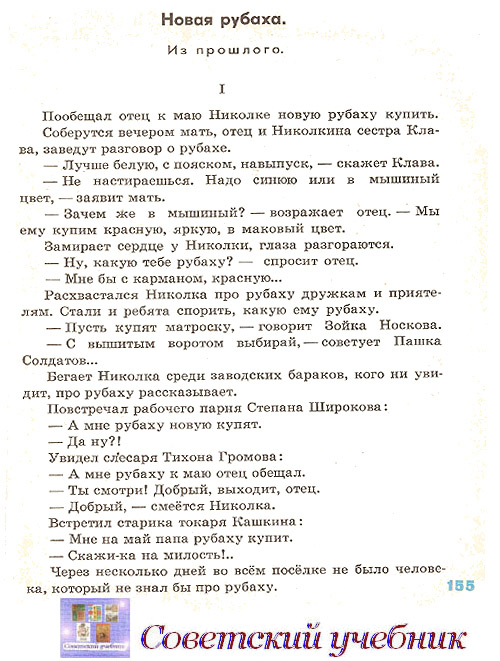 Новая рубаха.
Из прошлого.
I
Пообещал отец к маю Николке новую рубаху купить.
Соберутся вечером мать, отец и Николкина сестра Кла-
ва, заведут разговор о рубахе.
— Лучше белую, с пояском, навыпуск, — скажет Клава.
— Не настираешься. Надо синюю или в мышиный
цвет, — заявит мать.
— Зачем же в мышиный? — возражает отец. — Мы
ему купим красную, яркую, в маковый цвет.
Замирает сердце у Николки, глаза разгораются.
— Ну, какую тебе рубаху? — спросит отец.
— Мне бы с карманом, красную...
Расхвастался Николка про рубаху дружкам и прияте-
лям. Стали и ребята спорить, какую ему рубаху.
— Пусть купят матроску, — говорит Зойка Носкова.
— С вышитым воротом выбирай, — советует Пашка
Солдатов...
Бегает Николка среди заводских бараков, кого ни уви-
дит, про рубаху рассказывает.
Повстречал рабочего парня Степана Широкова:
— А мне рубаху новую купят.
— Да ну?!
Увидел слесаря Тихона Громова:
— А мне рубаху к маю отец обещал.
— Ты смотри! Добрый, выходит, отец.
— Добрый, — смеётся Николка.
Встретил старика токаря Кашкина:
— Мне на май папа рубаху купит.
— Скажи-ка на милость!..
Через несколько дней во всём посёлке не было челове-
ка, который не знал бы про рубаху.
155
Советский учебник
Советский учебник